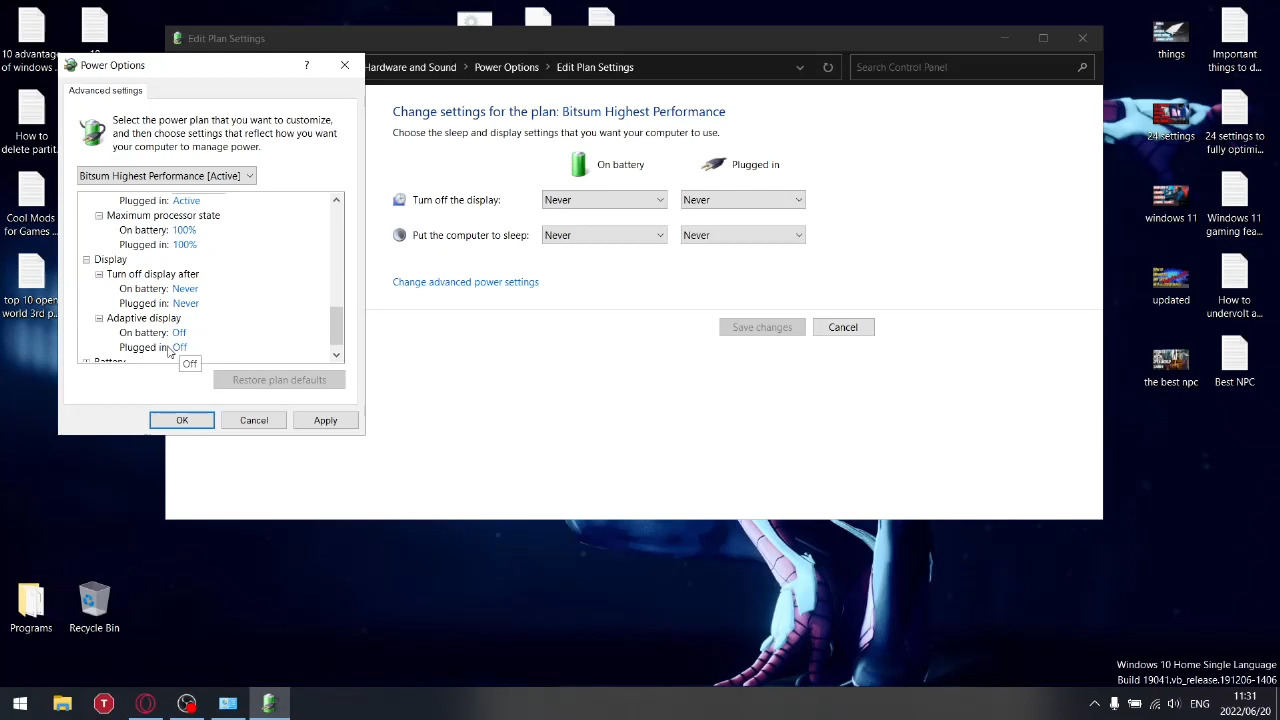 10 advantag
of windows ..
10
How to
delete partit...
Cool Mods
for Games ...
top 10 open
world 3rd p...
Programs
Recycle Bin
Edit Plan Settings
Hardware and Sound > Power Options > Edit Plan Settings
Search Control Panel
Change settings for the plan: Bitsum Highest Performance
Choose the sleep and display settings that you want your computer to use.
On battery
Plugged in
Turn off the display:
Never
Never
Put the computer to sleep:
Never
Never
Change advanced power settings
Save changes
Cancel
Power Options
?
Advanced settings
Select the power plan that you want to customize,
and then choose settings that reflect how you want
your computer to manage power.
Bitsum Highest Performance [Active]
Plugged in: Active
Maximum processor state
On battery: 100%
Plugged in: 100%
Display
Turn off display after
On battery: Never
Plugged in: Never
Adaptive display
On battery: Off
Plugged in: Off
Battery
Off
Restore plan defaults
OK
Cancel
Apply
things
Important
things to d...
24 settings
24 settings to
fully optimi...
windows 11
Windows 11
gaming fea...
updated
How to
undervolt a...
the best npc
Best NPC
Windows 10 Home Single Language
Build 19041.vb_release.191206-1406
T
ENG
11:31
2022/06/20